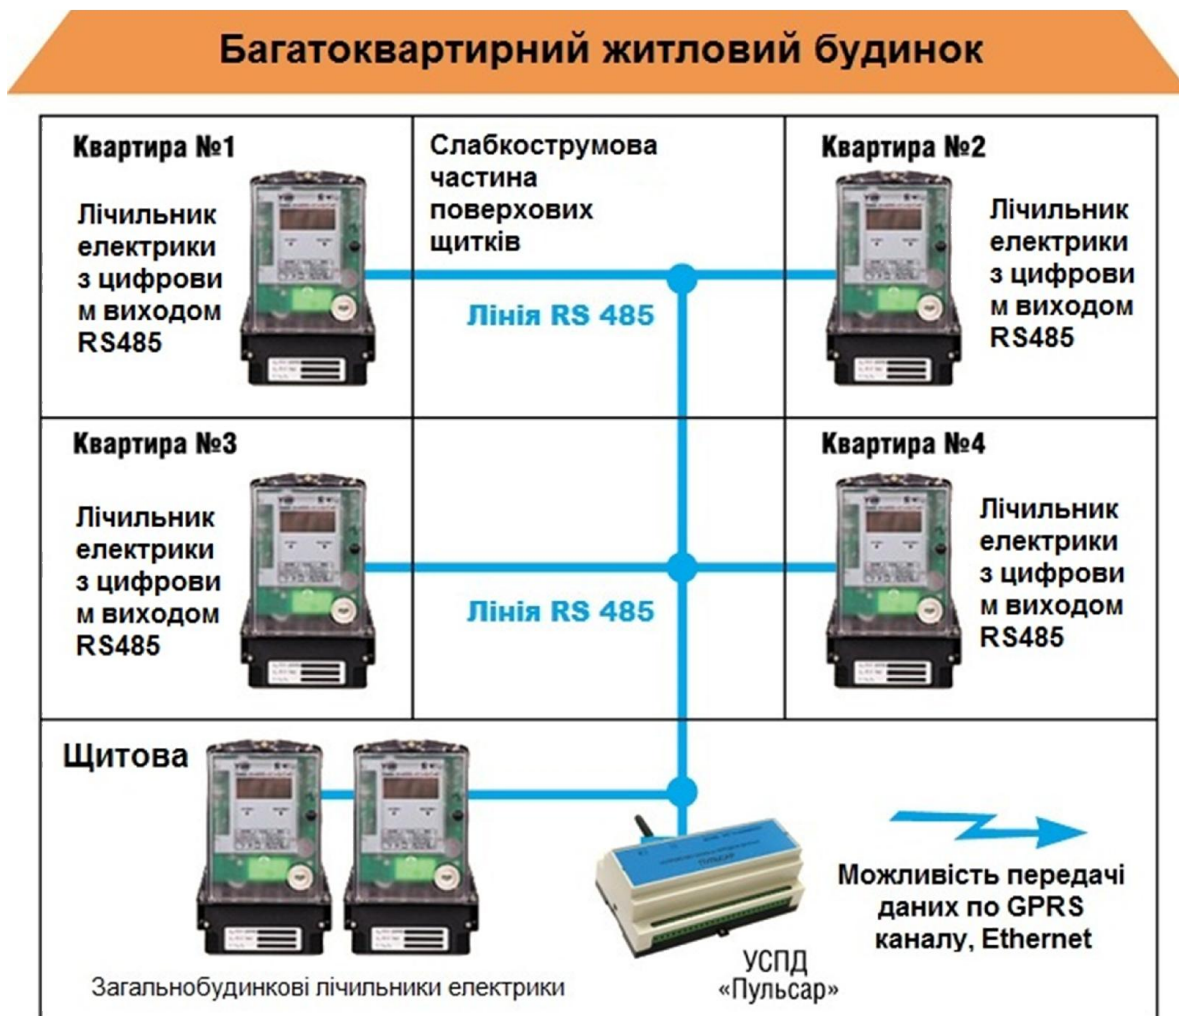 Багатоквартирний житловий будинок
Квартира №1
Лічильник
електрики
з цифрови
м виходом
RS485
Слабкострумова
частина
поверхових
щитків
Лінія RS 485
Квартира №2
Лічильник
електрики
з цифрови
м виходом
RS485
Квартира №3
Лічильник
електрики
з цифрови
м виходом
RS485
Лінія RS 485
Квартира №4
Лічильник
електрики
з цифрови
м виходом
RS485
Щитова
Загальнобудинкові лічильники електрики
ПУЛЬСАР
УСПД
«Пульсар»
Можливість передачі
даних по GPRS
каналу, Ethernet